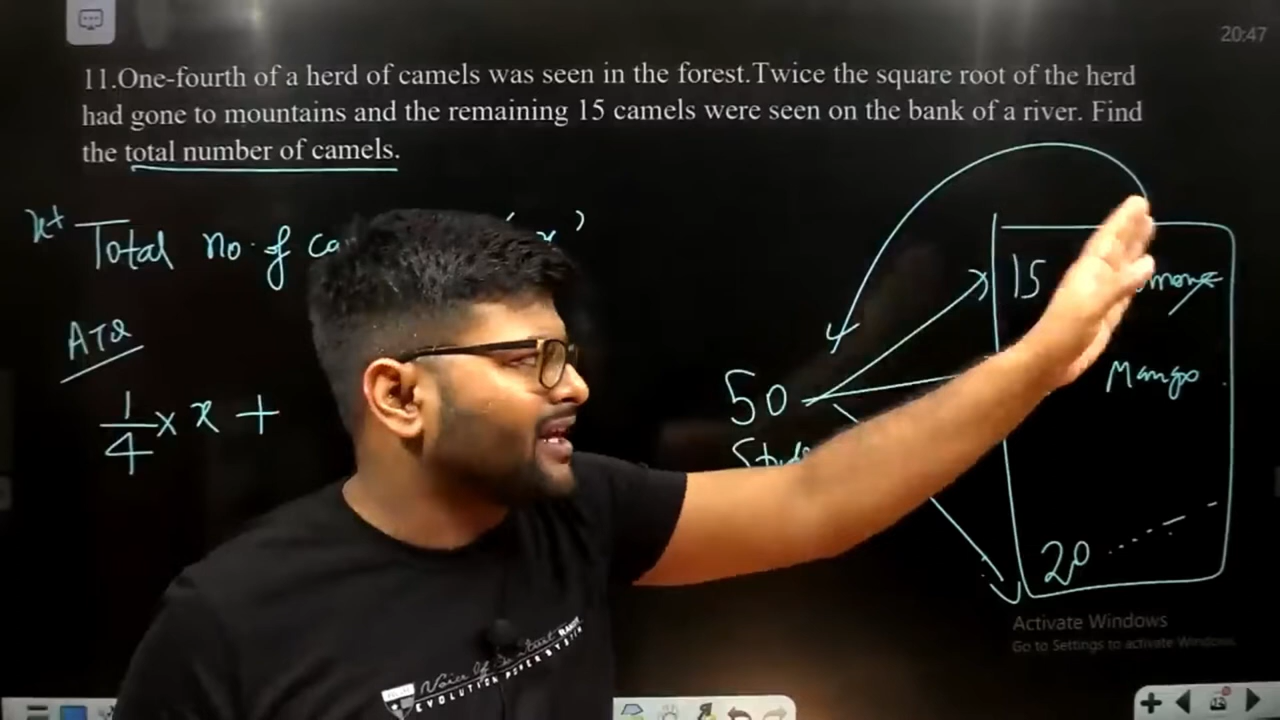 20:47
11.One-fourth of a herd of camels was seen in the forest.Twice the square root of the herd
had gone to mountains and the remaining 15 camels were seen on the bank of a river. Find
the total number of camels.
Total no. of ca
ATQ
1/4 × x +
50
15
Mango
20
Activate Windows
Go to Settings to activate Windows.
EVOLUTION POWER SYSTEM